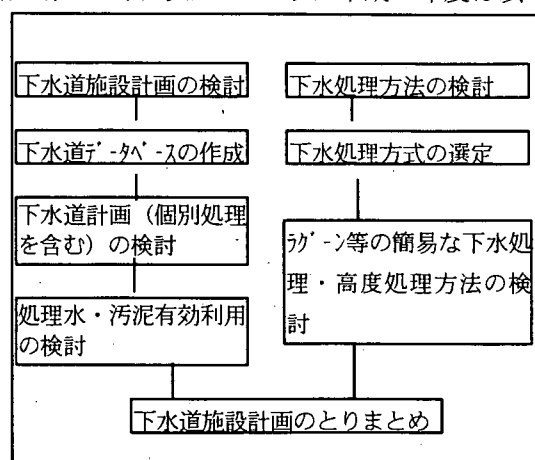 下水道施設計画の検討
下水処理方法の検討
下水道ﾃﾞｰﾀﾍﾞｰｽの作成
下水処理方式の選定
下水道計画（個別処理
を含む）の検討
ﾗｸﾞｰﾝ等の簡易な下水処
理・高度処理方法の検
討
処理水・汚泥有効利用
の検討
下水道施設計画のとりまとめ